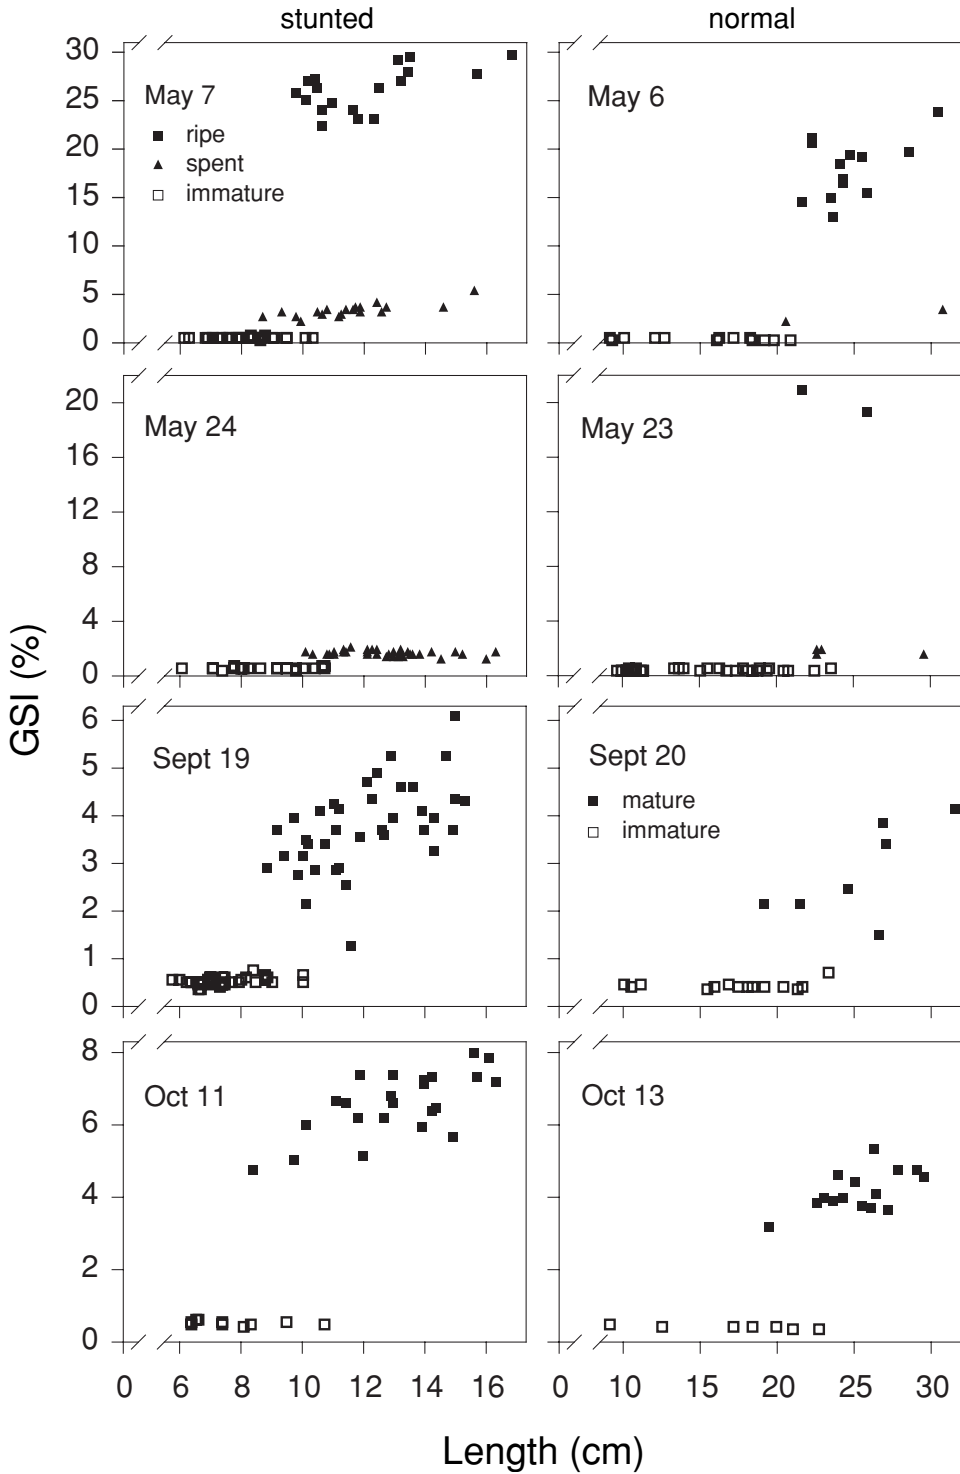 stunted normal
30
25
20
15
10
5
0
May 7
ripe
spent
immature
May 6
20
16
12
8
4
0
May 24
May 23
6
5
4
3
2
1
0
Sept 19
Sept 20
mature
immature
8
6
4
2
0
Oct 11
Oct 13
0 6 8 10 12 14 16 0 10 15 20 25 30
GSI (%)
Length (cm)